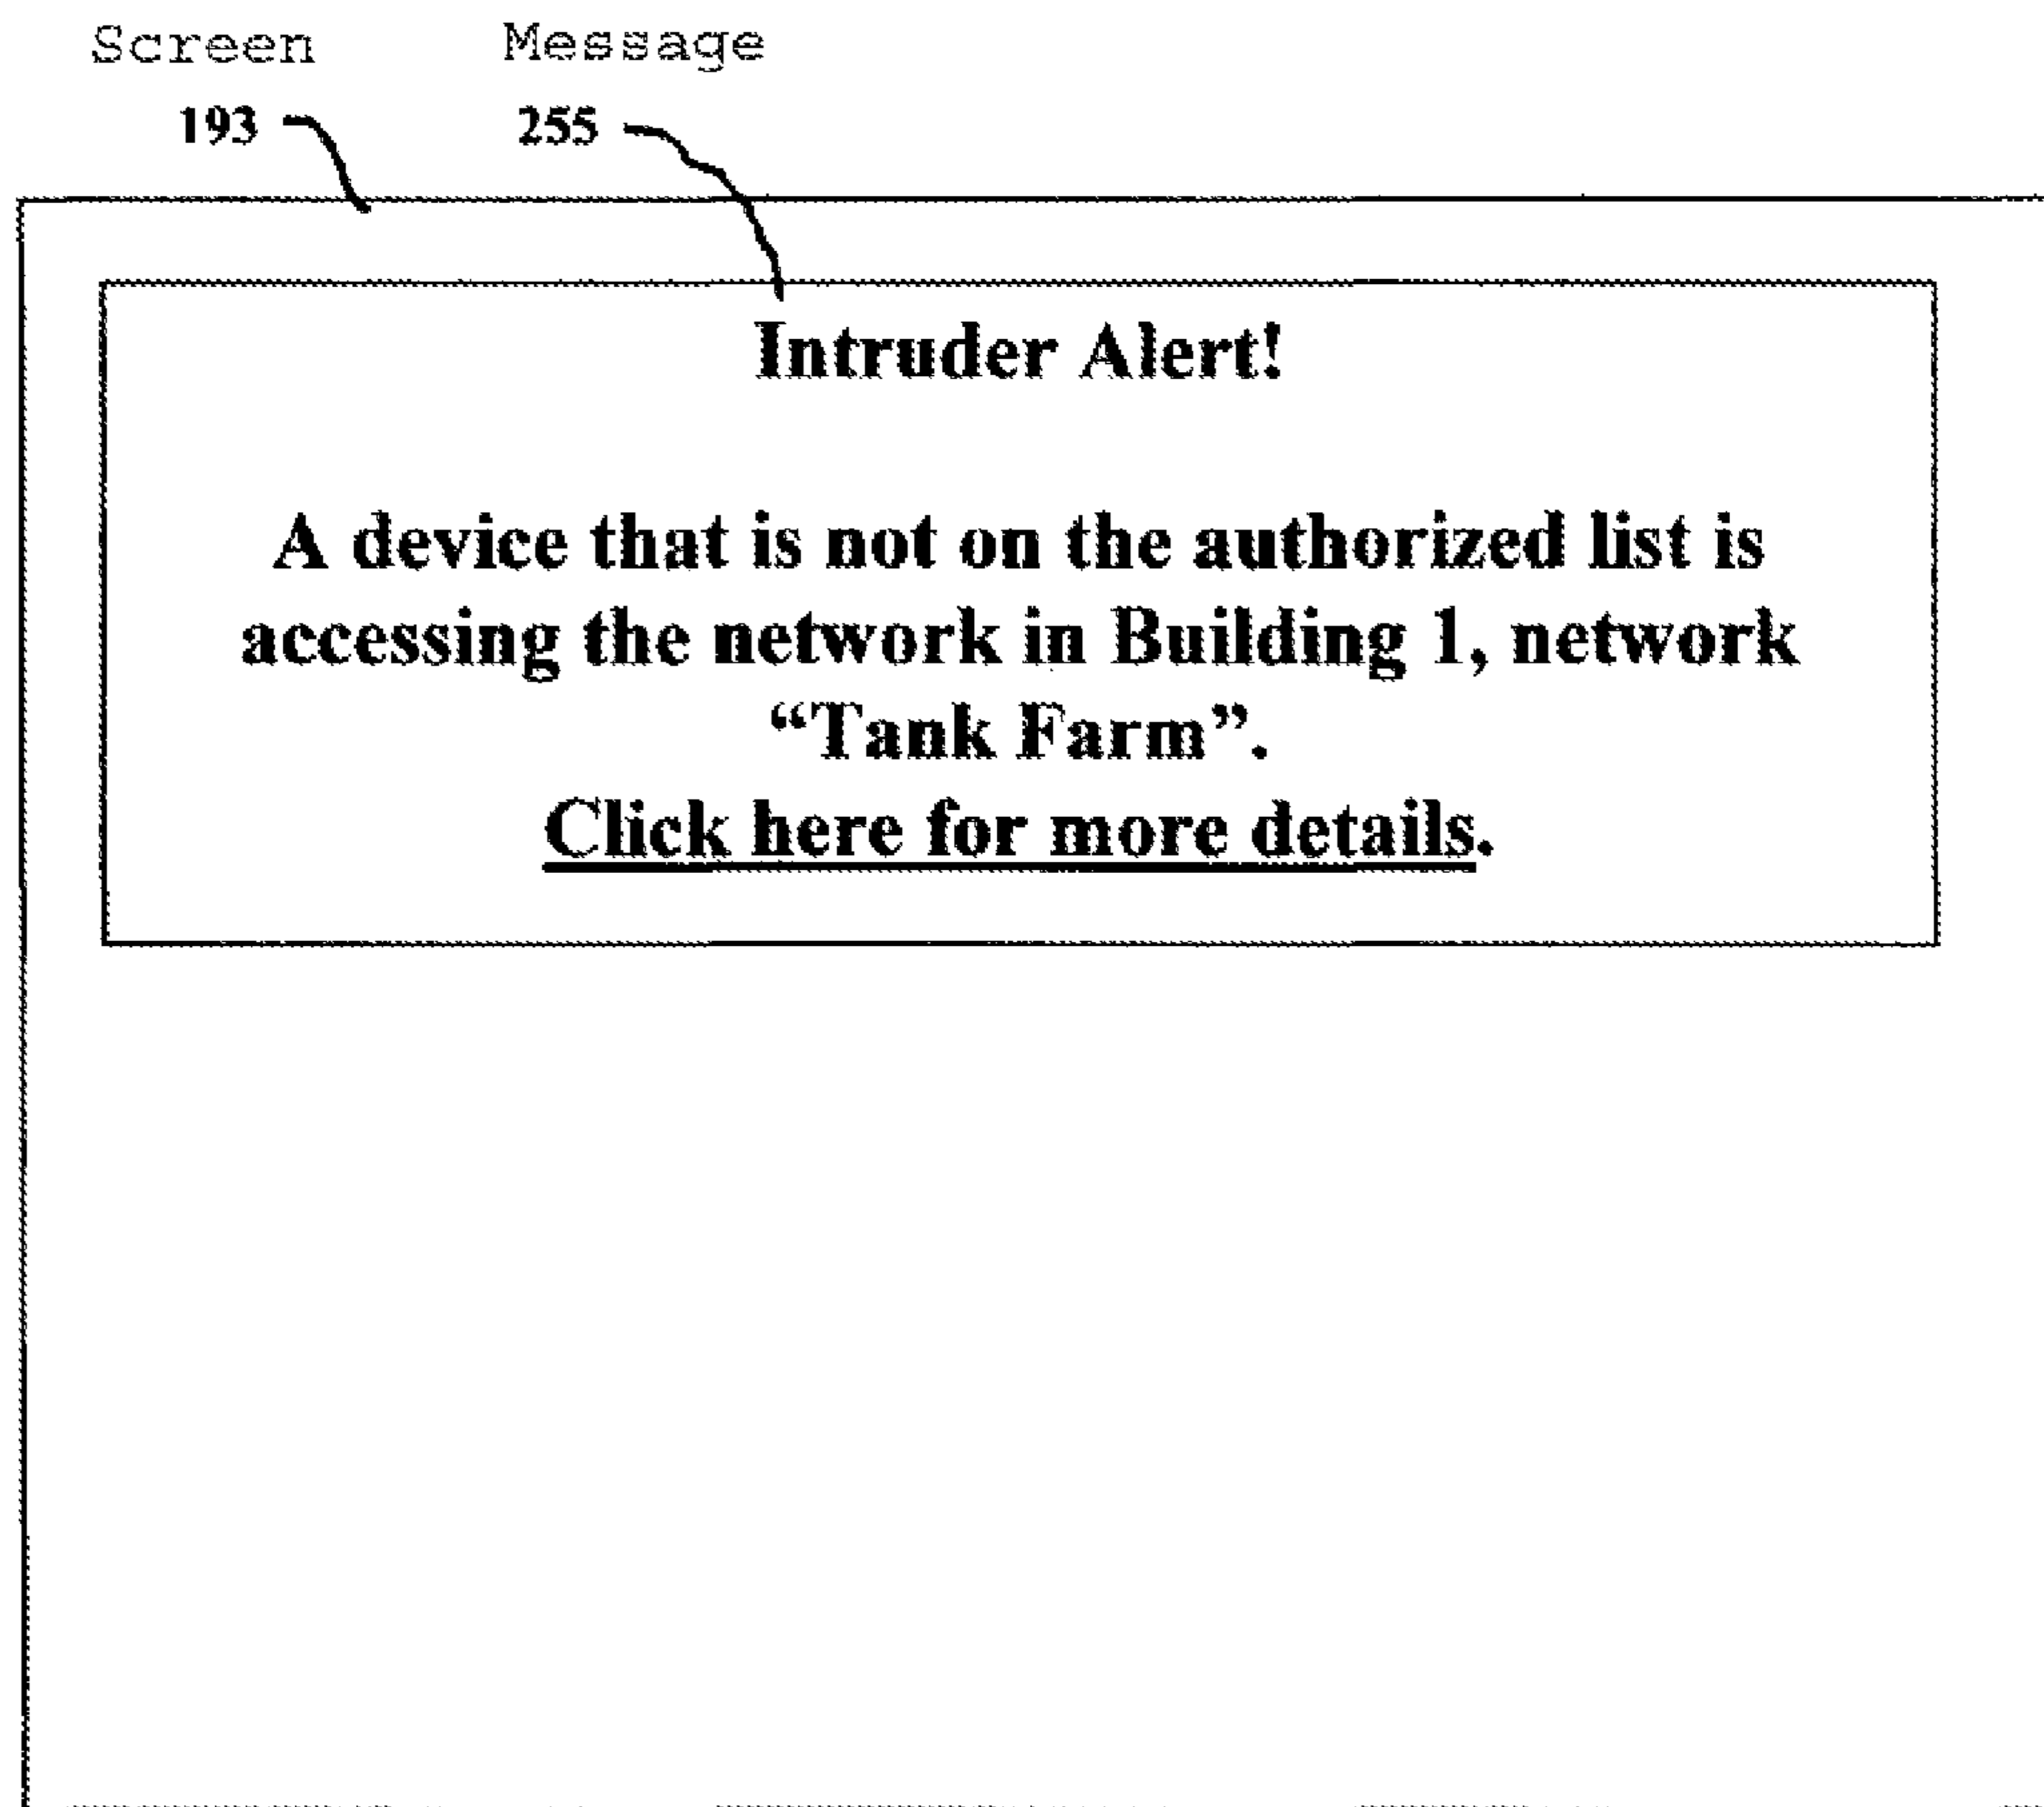 Screen Message
193 255
Intruder Alert!
A device that is not on the authorized list is
accessing the network in Building 1, network
“Tank Farm”.
Click here for more details.